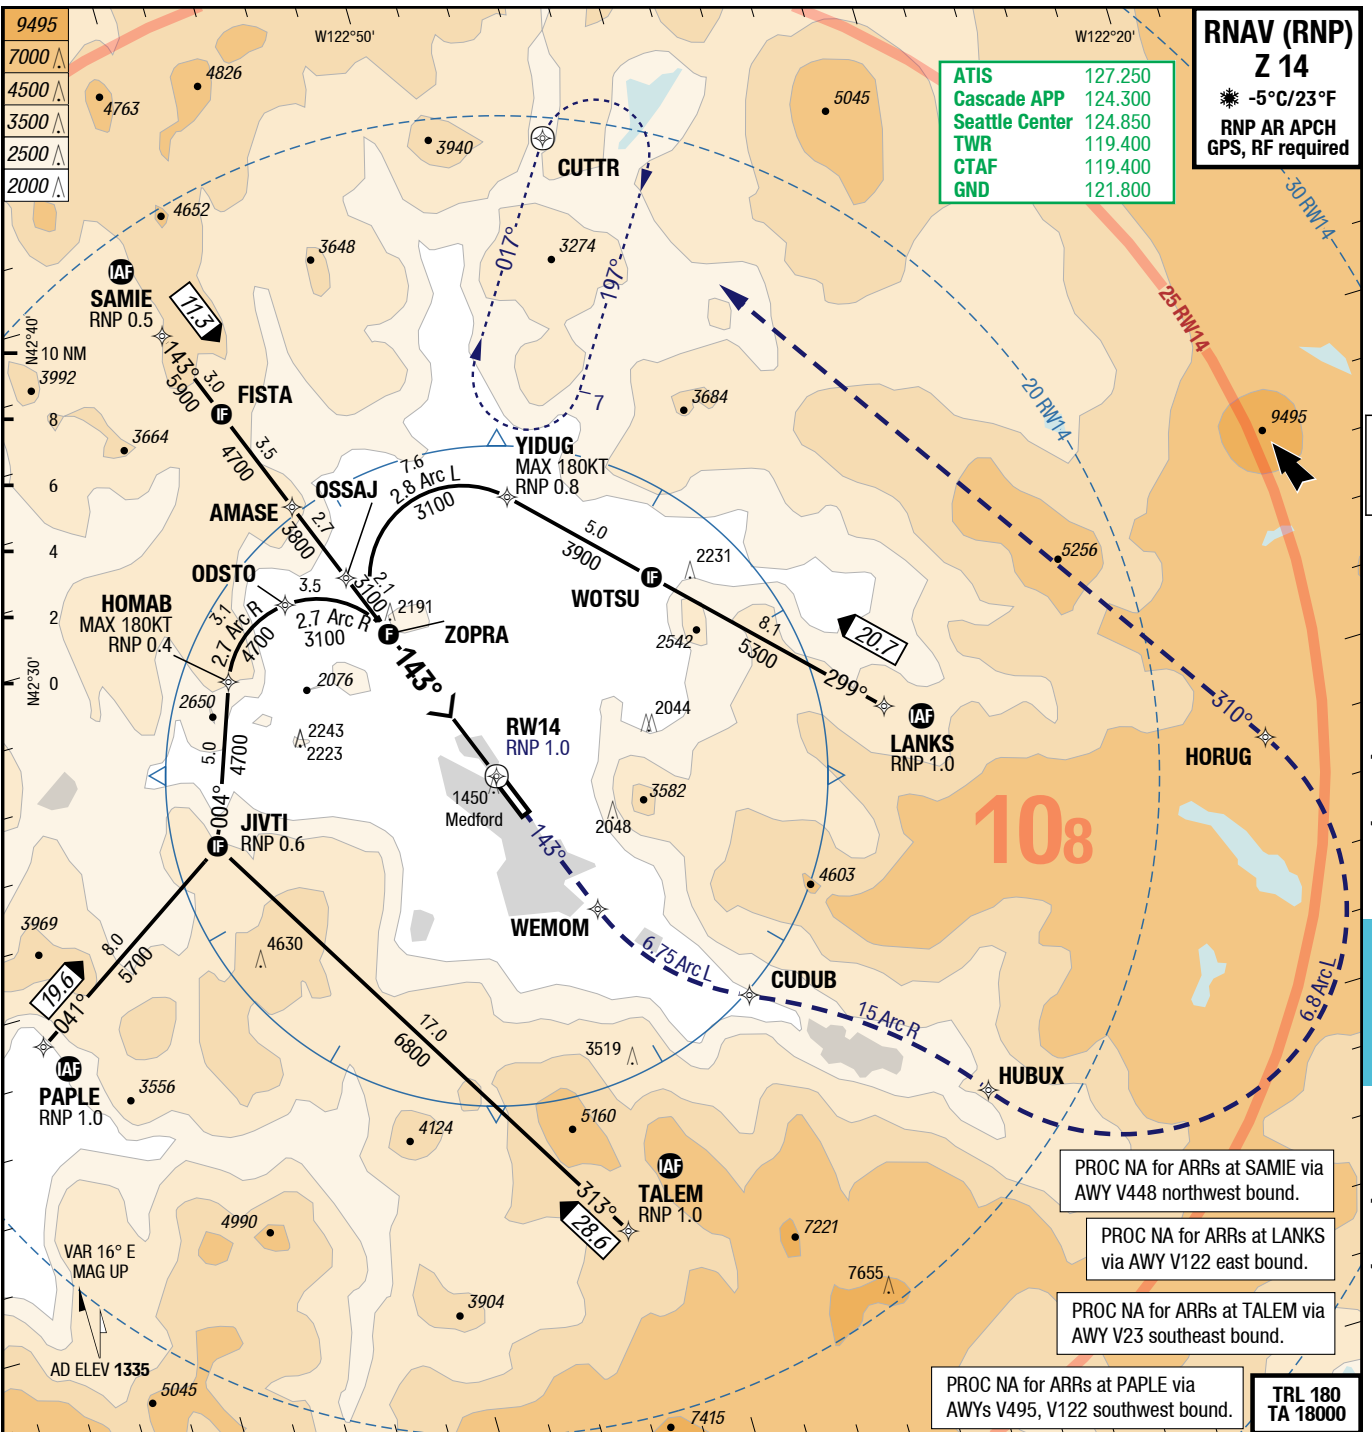 9495
7000
4500
3500
2500
2000
W122°50'
W122°20'
RNAV (RNP)
Z 14
-5°C/23°F
RNP AR APCH
GPS, RF required
ATIS 127.250
Cascade APP 124.300
Seattle Center 124.850
TWR 119.400
CTAF 119.400
GND 121.800
4763
4826
3940
5045
CUTTR
4652
3648
3274
017°
197°
7
30 RW14
25 RW14
20 RW14
IAF
SAMIE
RNP 0.5
11.3
N42°40'
10 NM
8
6
4
2
0
N42°30'
143°
3.0
5900
3992
3664
FISTA
IF
3.5
4700
3684
9495
AMASE
2.7
3800
OSSAJ
7.6
2.8 Arc L
3100
YIDUG
MAX 180KT
RNP 0.8
5.0
3900
5256
ODSTO
3.5
2.7 Arc R
3100
2.1
3100
2191
F
ZOPRA
IF
WOTSU
2231
2542
8.1
5300
20.7
299°
HOMAB
MAX 180KT
RNP 0.4
3.1
2.7 Arc R
4700
143°
2076
2650
2243
2223
2044
IAF
LANKS
RNP 1.0
310°
HORUG
5.0
4700
004°
RW14
RNP 1.0
1450
Medford
3582
2048
108
IF
JIVTI
RNP 0.6
143°
4603
WEMOM
3969
4630
8.0
5700
19.6
041°
6.75 Arc L
CUDUB
15 Arc R
6.8 Arc L
IAF
PAPLE
RNP 1.0
17.0
6800
3519
HUBUX
3556
4124
5160
IAF
TALEM
RNP 1.0
313°
28.6
PROC NA for ARRs at SAMIE via
AWY V448 northwest bound.
4990
7221
7655
PROC NA for ARRs at LANKS
via AWY V122 east bound.
VAR 16° E
MAG UP
3904
PROC NA for ARRs at TALEM via
AWY V23 southeast bound.
AD ELEV 1335
5045
7415
PROC NA for ARRs at PAPLE via
AWYs V495, V122 southwest bound.
TRL 180
TA 18000